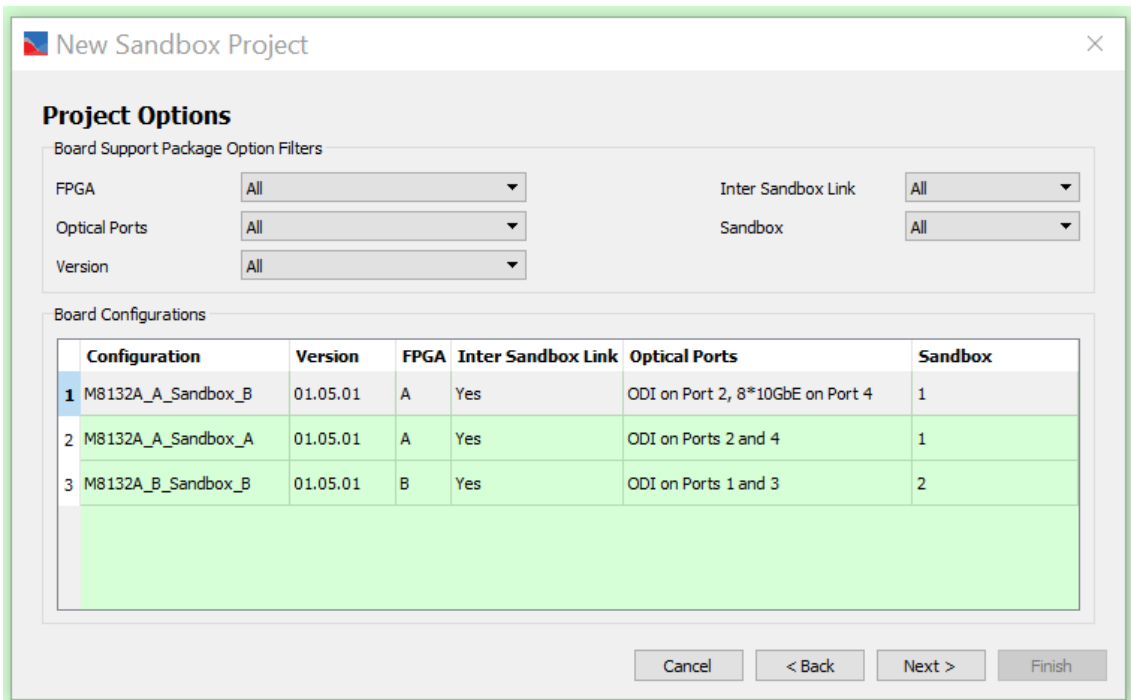 New Sandbox Project
Project Options
Board Support Package Option Filters
FPGA All Inter Sandbox Link All
Optical Ports All Sandbox All
Version All
Board Configurations
Configuration Version FPGA Inter Sandbox Link Optical Ports Sandbox
1 M8132A_A_Sandbox_B 01.05.01 A Yes ODI on Port 2, 8*10GbE on Port 4 1
2 M8132A_A_Sandbox_A 01.05.01 A Yes ODI on Ports 2 and 4 1
3 M8132A_B_Sandbox_B 01.05.01 B Yes ODI on Ports 1 and 3 2
Cancel < Back Next > Finish